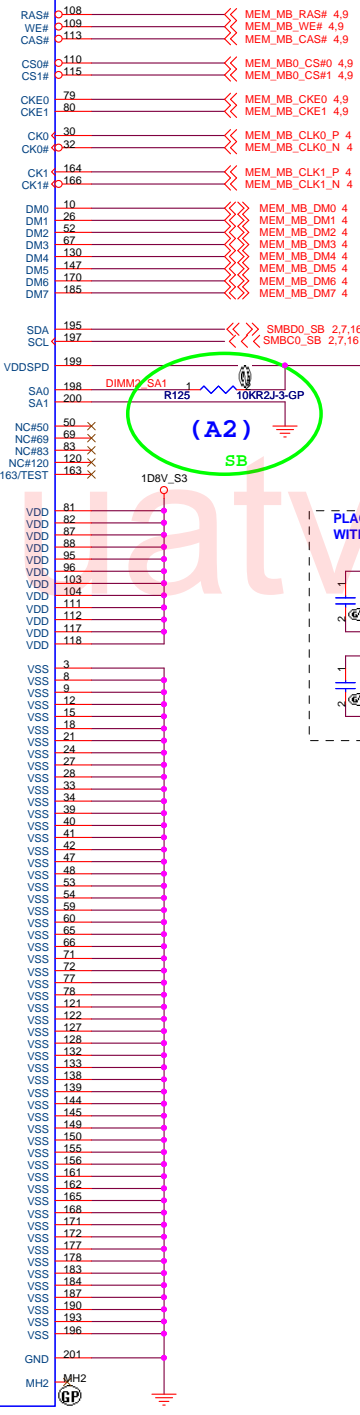 RAS# 108 MEM_MB_RAS# 4,9
WE# 109 MEM_MB_WE# 4,9
CAS# 113 MEM_MB_CAS# 4,9
CS0# 110 MEM_MB0_CS#0 4,9
CS1# 115 MEM_MB0_CS#1 4,9
CKE0 79 MEM_MB_CKE0 4,9
CKE1 80 MEM_MB_CKE1 4,9
CK0 30 MEM_MB_CLK0_P 4
CK0# 32 MEM_MB_CLK0_N 4
CK1 164 MEM_MB_CLK1_P 4
CK1# 166 MEM_MB_CLK1_N 4
DM0 10 MEM_MB_DM0 4
DM1 26 MEM_MB_DM1 4
DM2 52 MEM_MB_DM2 4
DM3 67 MEM_MB_DM3 4
DM4 130 MEM_MB_DM4 4
DM5 147 MEM_MB_DM5 4
DM6 170 MEM_MB_DM6 4
DM7 185 MEM_MB_DM7 4
SDA 195 SMBD0_SB 2,7,16
SCL 197 SMBC0_SB 2,7,16
VDDSPD 199
SA0 198 DIMM2_SA1 1 R125 10KR2J-3-GP
SA1 200
(A2)
SB
NC#50 50
NC#69 69
NC#83 83
NC#120 120
163/TEST 163
1D8V_S3
VDD 81
VDD 82
VDD 87
VDD 88
VDD 95
VDD 96
VDD 103
VDD 104
VDD 111
VDD 112
VDD 117
VDD 118
uatv
PLA
WIT
1
2
1
2
VSS 3
VSS 8
VSS 9
VSS 12
VSS 15
VSS 18
VSS 21
VSS 24
VSS 27
VSS 28
VSS 33
VSS 34
VSS 39
VSS 40
VSS 41
VSS 42
VSS 47
VSS 48
VSS 53
VSS 54
VSS 59
VSS 60
VSS 65
VSS 66
VSS 71
VSS 72
VSS 77
VSS 78
VSS 121
VSS 122
VSS 127
VSS 128
VSS 132
VSS 133
VSS 138
VSS 139
VSS 144
VSS 145
VSS 149
VSS 150
VSS 155
VSS 156
VSS 161
VSS 162
VSS 165
VSS 168
VSS 171
VSS 172
VSS 177
VSS 178
VSS 183
VSS 184
VSS 187
VSS 190
VSS 193
VSS 196
GND 201
MH2 MH2
GP